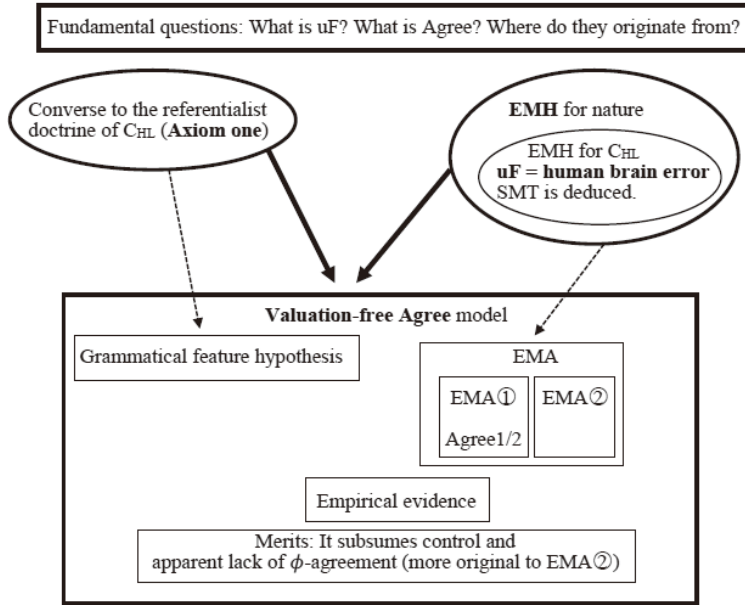 Fundamental questions: What is uF? What is Agree? Where do they originate from?
Converse to the referentialist
doctrine of CHL (Axiom one)
EMH for nature
EMH for CHL
uF = human brain error
SMT is deduced.
Valuation-free Agree model
Grammatical feature hypothesis
EMA
EMA①
EMA②
Agree1/2
Empirical evidence
Merits: It subsumes control and
apparent lack of ϕ-agreement (more original to EMA②)